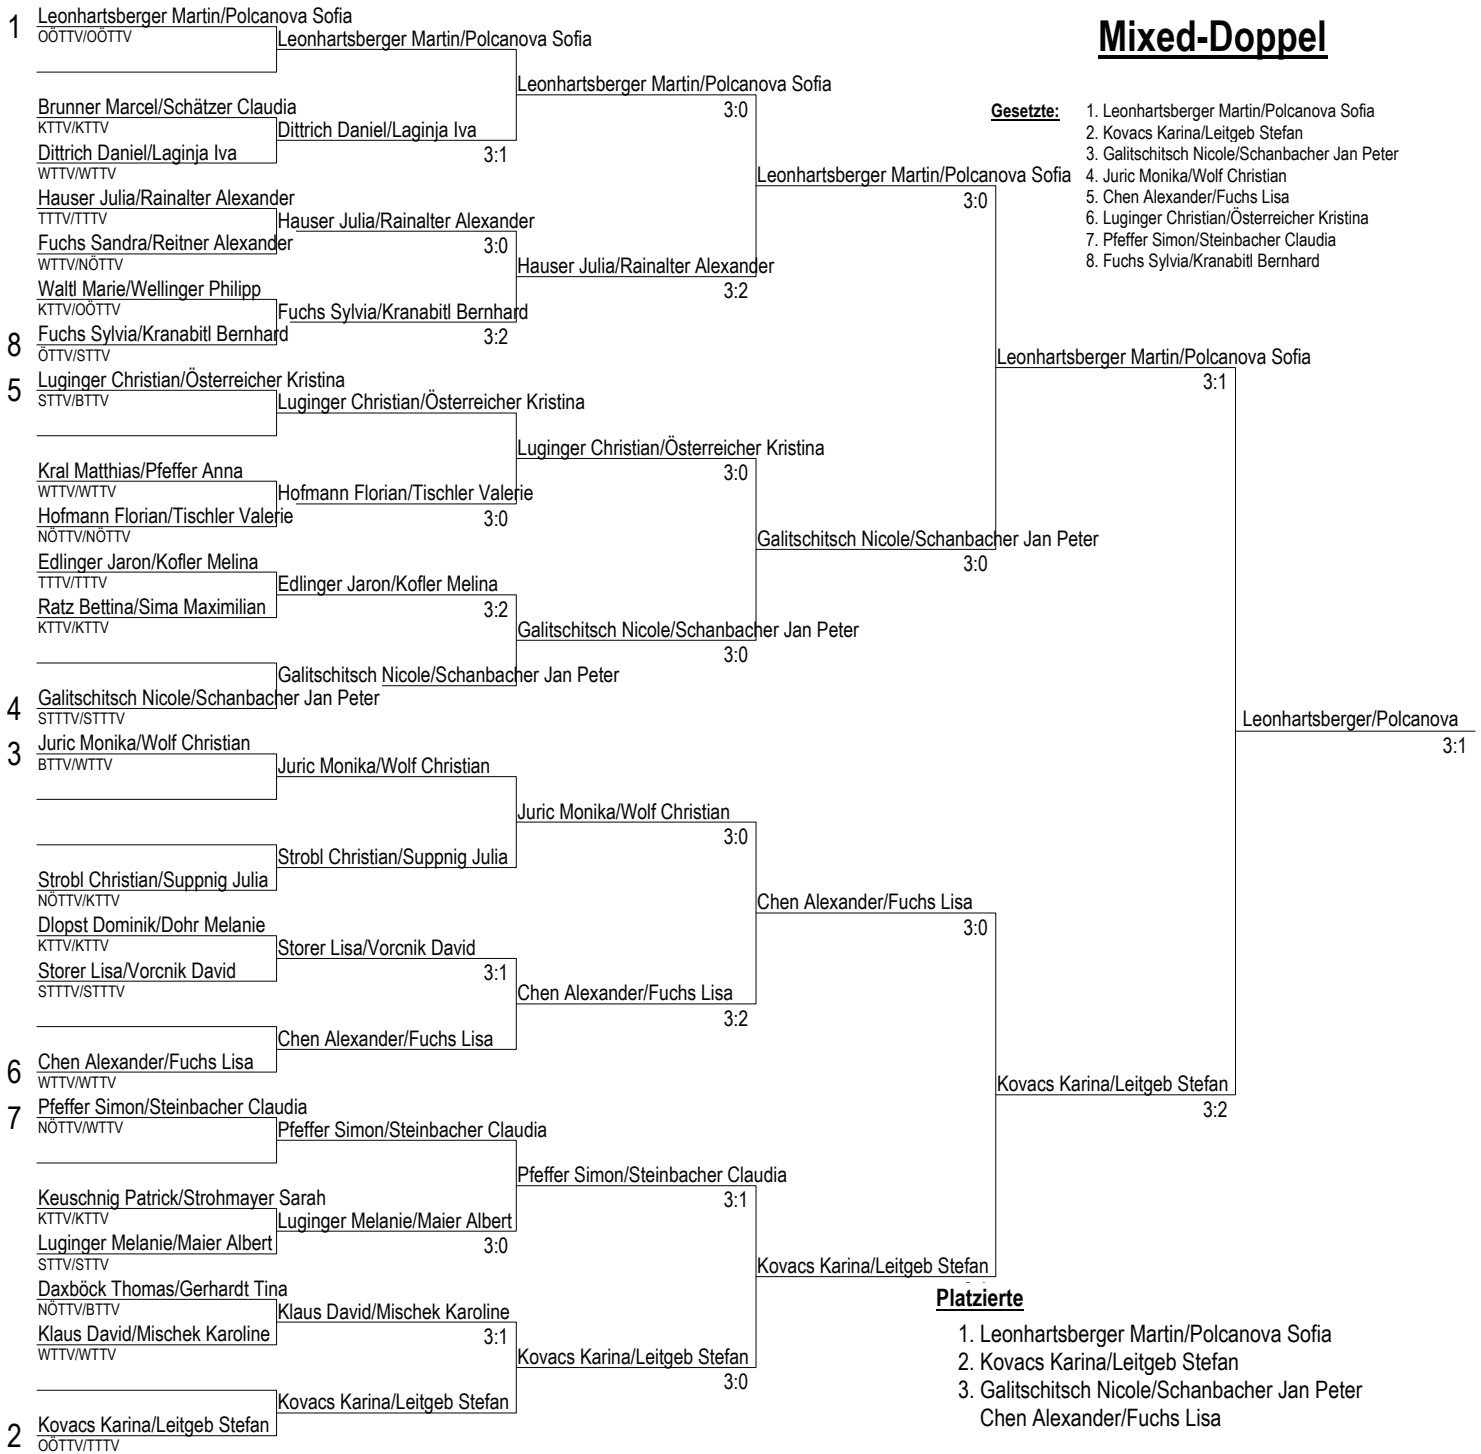 Mixed-Doppel
Gesetzte:
1. Leonhartsberger Martin/Polcanova Sofia
2. Kovacs Karina/Leitgeb Stefan
3. Galitschitsch Nicole/Schanbacher Jan Peter
4. Juric Monika/Wolf Christian
5. Chen Alexander/Fuchs Lisa
6. Luginger Christian/Österreicher Kristina
7. Pfeffer Simon/Steinbacher Claudia
8. Fuchs Sylvia/Kranabitl Bernhard
1 Leonhartsberger Martin/Polcanova Sofia
OÖTTV/OÖTTV
Brunner Marcel/Schätzer Claudia
KTTV/KTTV
Dittrich Daniel/Laginja Iva
WTTV/WTTV
Hauser Julia/Rainalter Alexander
TTTV/TTTV
Fuchs Sandra/Reitner Alexander
WTTV/NÖTTV
Waltl Marie/Wellinger Philipp
KTTV/OÖTTV
8 Fuchs Sylvia/Kranabitl Bernhard
ÖTTV/STTV
5 Luginger Christian/Österreicher Kristina
STTV/BTTV
Kral Matthias/Pfeffer Anna
WTTV/WTTV
Hofmann Florian/Tischler Valerie
NÖTTV/NÖTTV
Edlinger Jaron/Kofler Melina
TTTV/TTTV
Ratz Bettina/Sima Maximilian
KTTV/KTTV
4 Galitschitsch Nicole/Schanbacher Jan Peter
STTTV/STTTV
3 Juric Monika/Wolf Christian
BTTV/WTTV
Strobl Christian/Suppnig Julia
NÖTTV/KTTV
Dlopst Dominik/Dohr Melanie
KTTV/KTTV
Storer Lisa/Vorcnik David
STTTV/STTTV
6 Chen Alexander/Fuchs Lisa
WTTV/WTTV
7 Pfeffer Simon/Steinbacher Claudia
NÖTTV/WTTV
Keuschnig Patrick/Strohmayer Sarah
KTTV/KTTV
Luginger Melanie/Maier Albert
STTV/STTV
Daxböck Thomas/Gerhardt Tina
NÖTTV/BTTV
Klaus David/Mischek Karoline
WTTV/WTTV
2 Kovacs Karina/Leitgeb Stefan
OÖTTV/TTTV
Leonhartsberger Martin/Polcanova Sofia
Dittrich Daniel/Laginja Iva
3:1
Hauser Julia/Rainalter Alexander
3:0
Fuchs Sylvia/Kranabitl Bernhard
3:2
Luginger Christian/Österreicher Kristina
Hofmann Florian/Tischler Valerie
3:0
Edlinger Jaron/Kofler Melina
3:2
Galitschitsch Nicole/Schanbacher Jan Peter
Juric Monika/Wolf Christian
Strobl Christian/Suppnig Julia
Storer Lisa/Vorcnik David
3:1
Chen Alexander/Fuchs Lisa
Pfeffer Simon/Steinbacher Claudia
Luginger Melanie/Maier Albert
3:0
Klaus David/Mischek Karoline
3:1
Kovacs Karina/Leitgeb Stefan
Leonhartsberger Martin/Polcanova Sofia
3:0
Hauser Julia/Rainalter Alexander
3:2
Luginger Christian/Österreicher Kristina
3:0
Galitschitsch Nicole/Schanbacher Jan Peter
3:0
Juric Monika/Wolf Christian
3:0
Chen Alexander/Fuchs Lisa
3:2
Pfeffer Simon/Steinbacher Claudia
3:1
Kovacs Karina/Leitgeb Stefan
3:0
Leonhartsberger Martin/Polcanova Sofia
3:0
Galitschitsch Nicole/Schanbacher Jan Peter
3:0
Chen Alexander/Fuchs Lisa
3:0
Kovacs Karina/Leitgeb Stefan
Leonhartsberger Martin/Polcanova Sofia
3:1
Kovacs Karina/Leitgeb Stefan
3:2
Leonhartsberger/Polcanova
3:1
Platzierte
1. Leonhartsberger Martin/Polcanova Sofia
2. Kovacs Karina/Leitgeb Stefan
3. Galitschitsch Nicole/Schanbacher Jan Peter
Chen Alexander/Fuchs Lisa